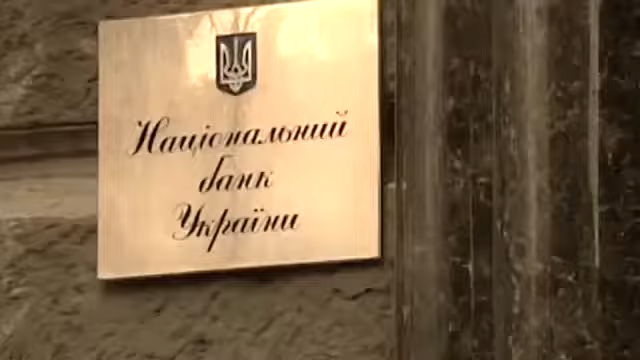 Національний
банк
України